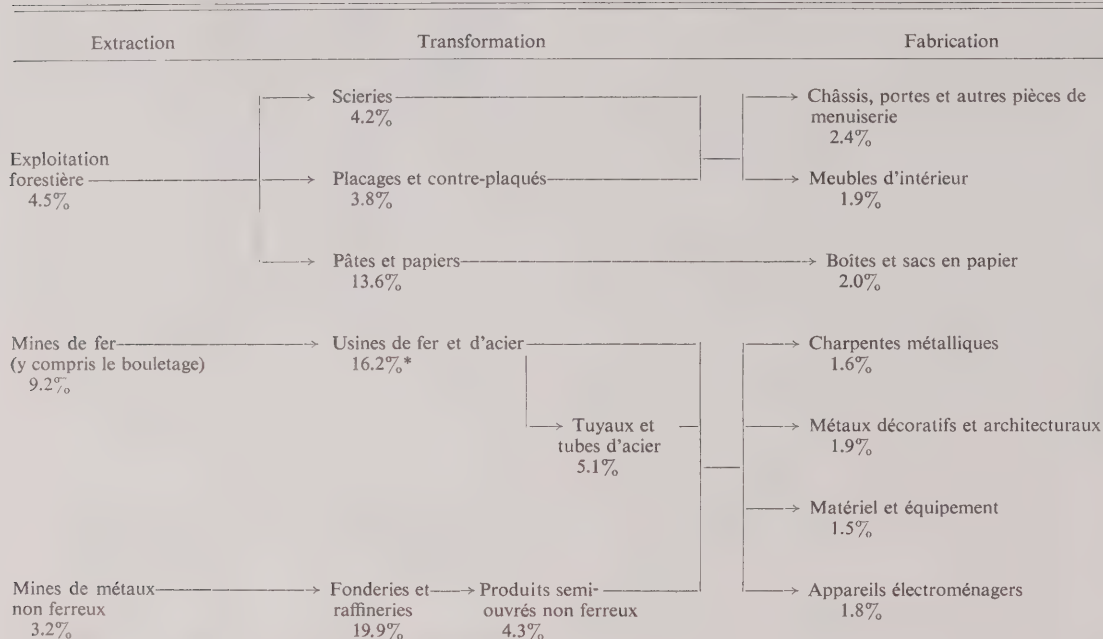 Extraction
Transformation
Fabrication
Scieries
4.2%
Châssis, portes et autres pièces de
menuiserie
2.4%
Exploitation
forestière
4.5%
Placages et contre-plaqués
3.8%
Meubles d'intérieur
1.9%
Pâtes et papiers
13.6%
Boîtes et sacs en papier
2.0%
Mines de fer
(y compris le bouletage)
9.2%
Usines de fer et d'acier
16.2%*
Charpentes métalliques
1.6%
Tuyaux et
tubes d'acier
5.1%
Métaux décoratifs et architecturaux
1.9%
Matériel et équipement
1.5%
Mines de métaux
non ferreux
3.2%
Fonderies et
raffineries
19.9%
Produits semi-
ouvrés non ferreux
4.3%
Appareils électroménagers
1.8%